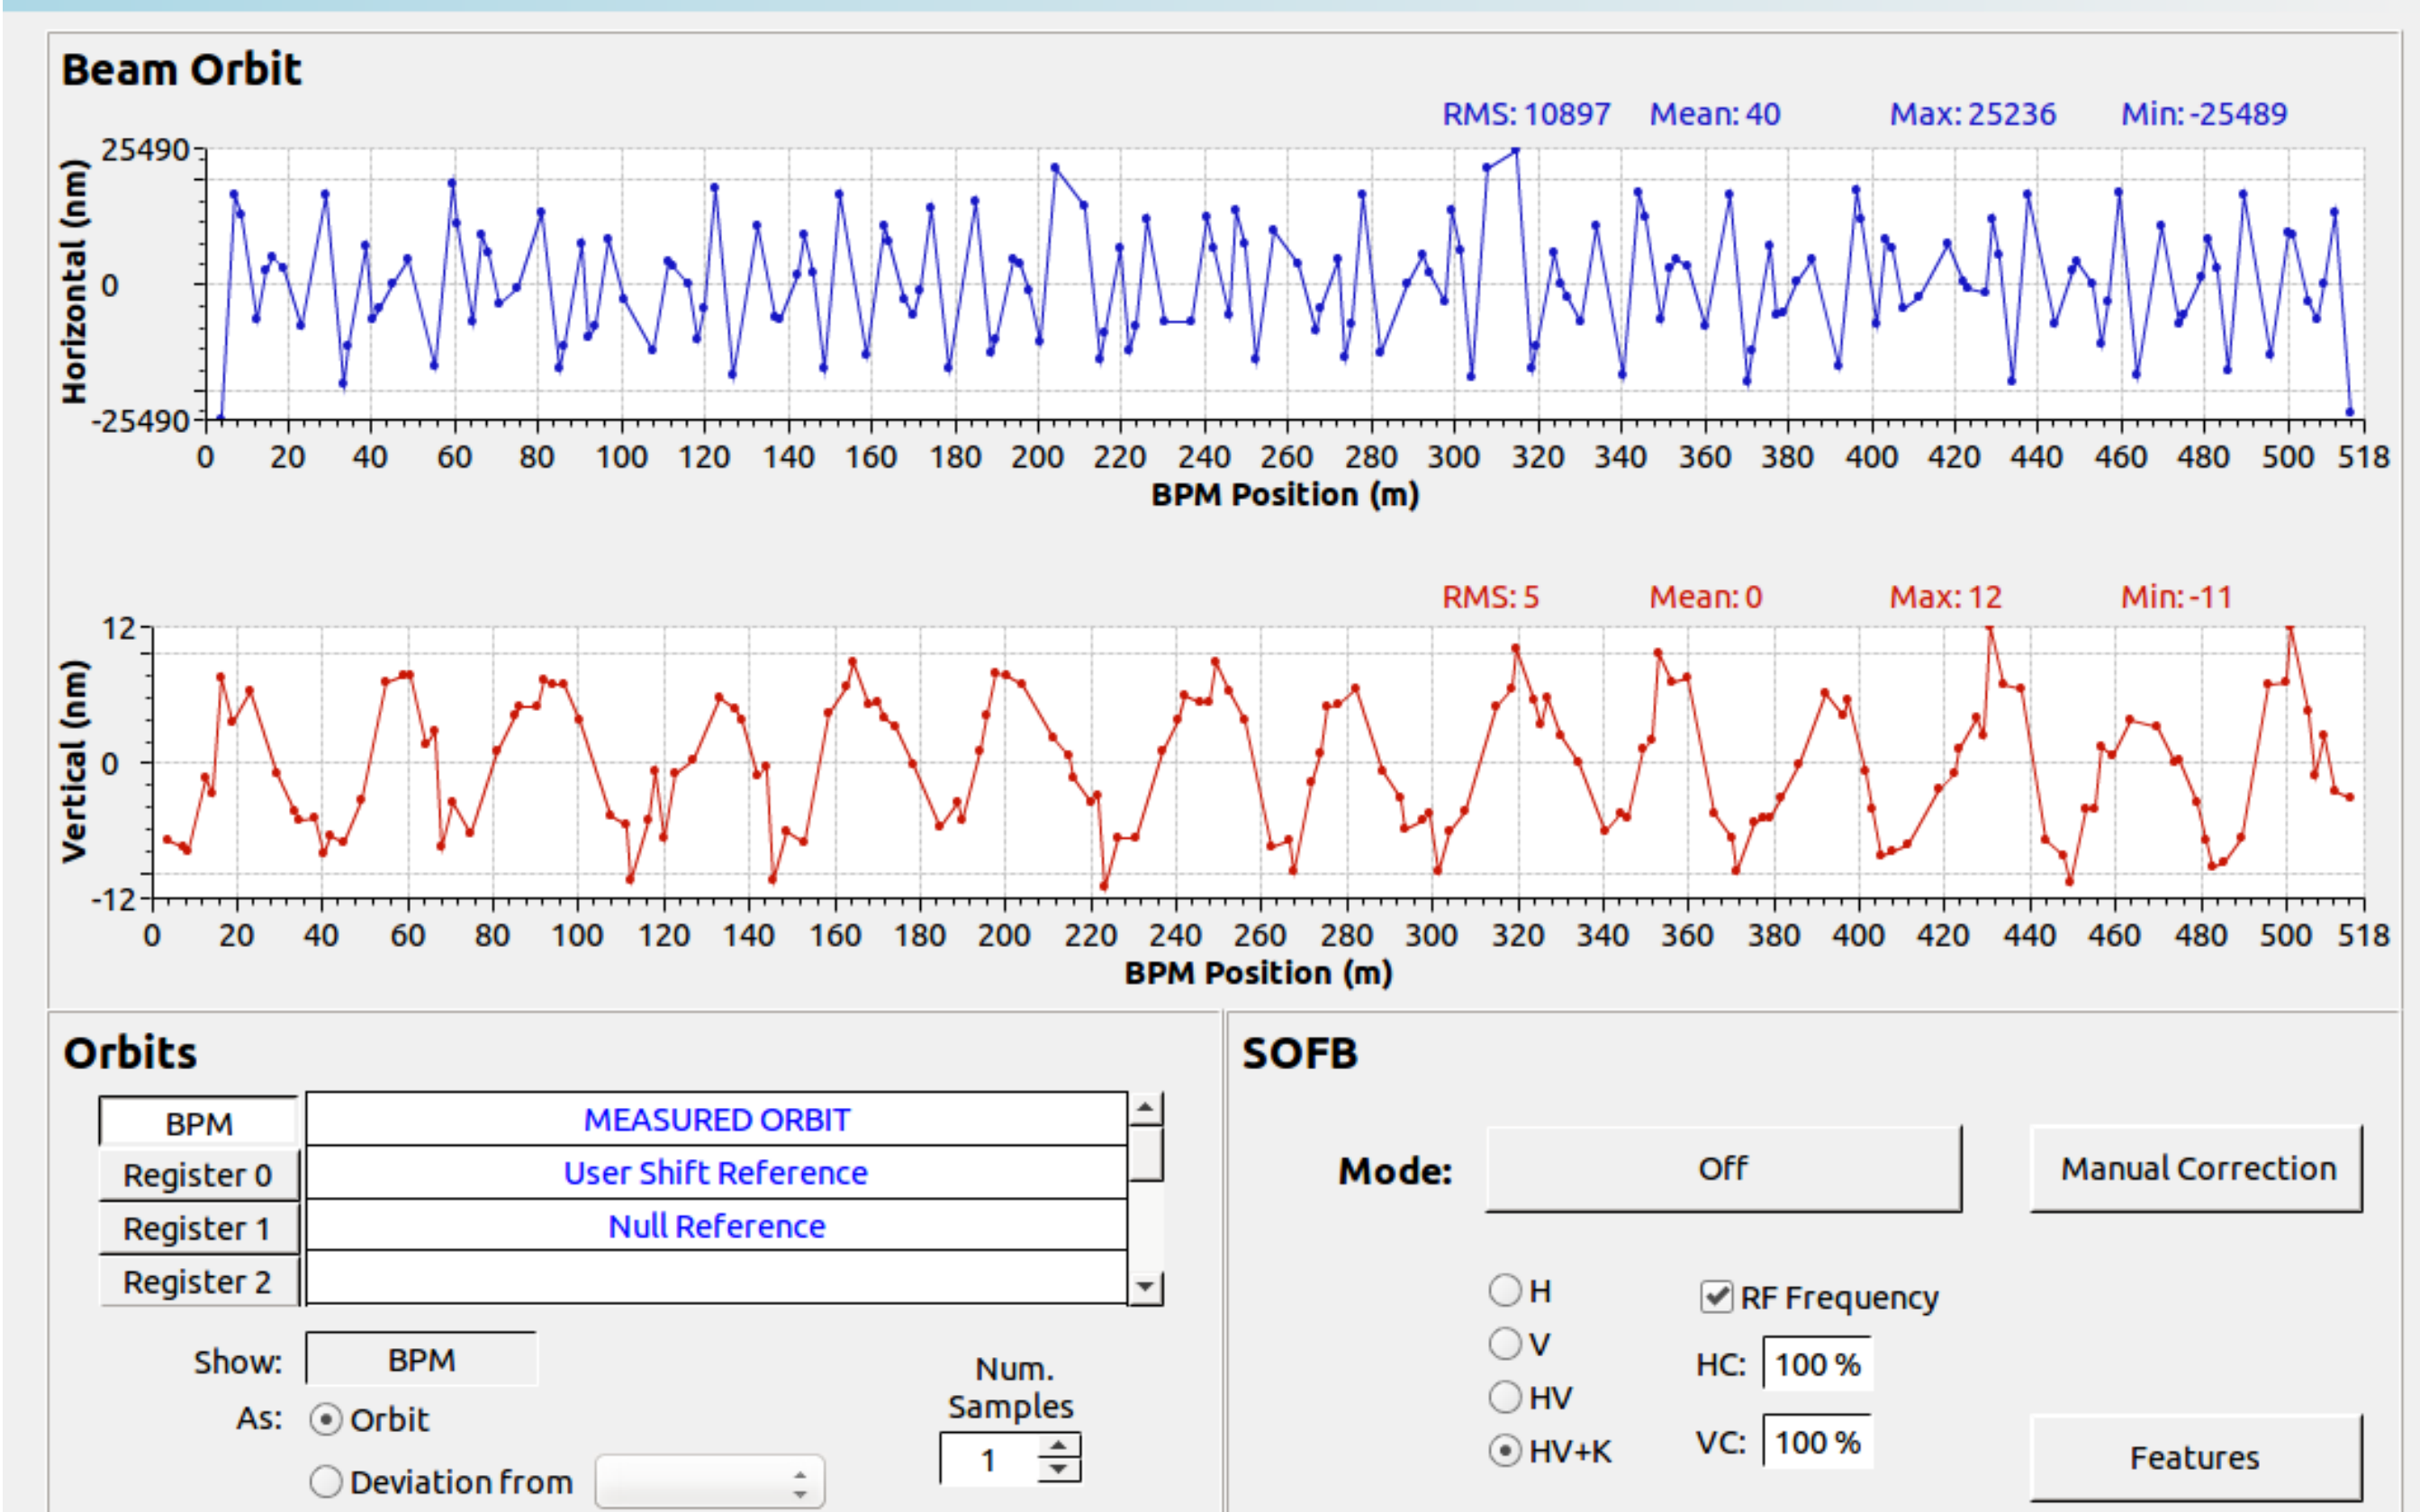 Beam Orbit
RMS: 10897 Mean: 40 Max: 25236 Min: -25489
Horizontal (nm)
25490
0
-25490
0 20 40 60 80 100 120 140 160 180 200 220 240 260 280 300 320 340 360 380 400 420 440 460 480 500 518
BPM Position (m)
RMS: 5 Mean: 0 Max: 12 Min: -11
Vertical (nm)
12
0
-12
0 20 40 60 80 100 120 140 160 180 200 220 240 260 280 300 320 340 360 380 400 420 440 460 480 500 518
BPM Position (m)
Orbits
BPM MEASURED ORBIT
Register 0 User Shift Reference
Register 1 Null Reference
Register 2
Show: BPM
As: Orbit
Deviation from
Num.
Samples
1
SOFB
Mode: Off Manual Correction
H
V
HV
HV+K
RF Frequency
HC: 100 %
VC: 100 %
Features